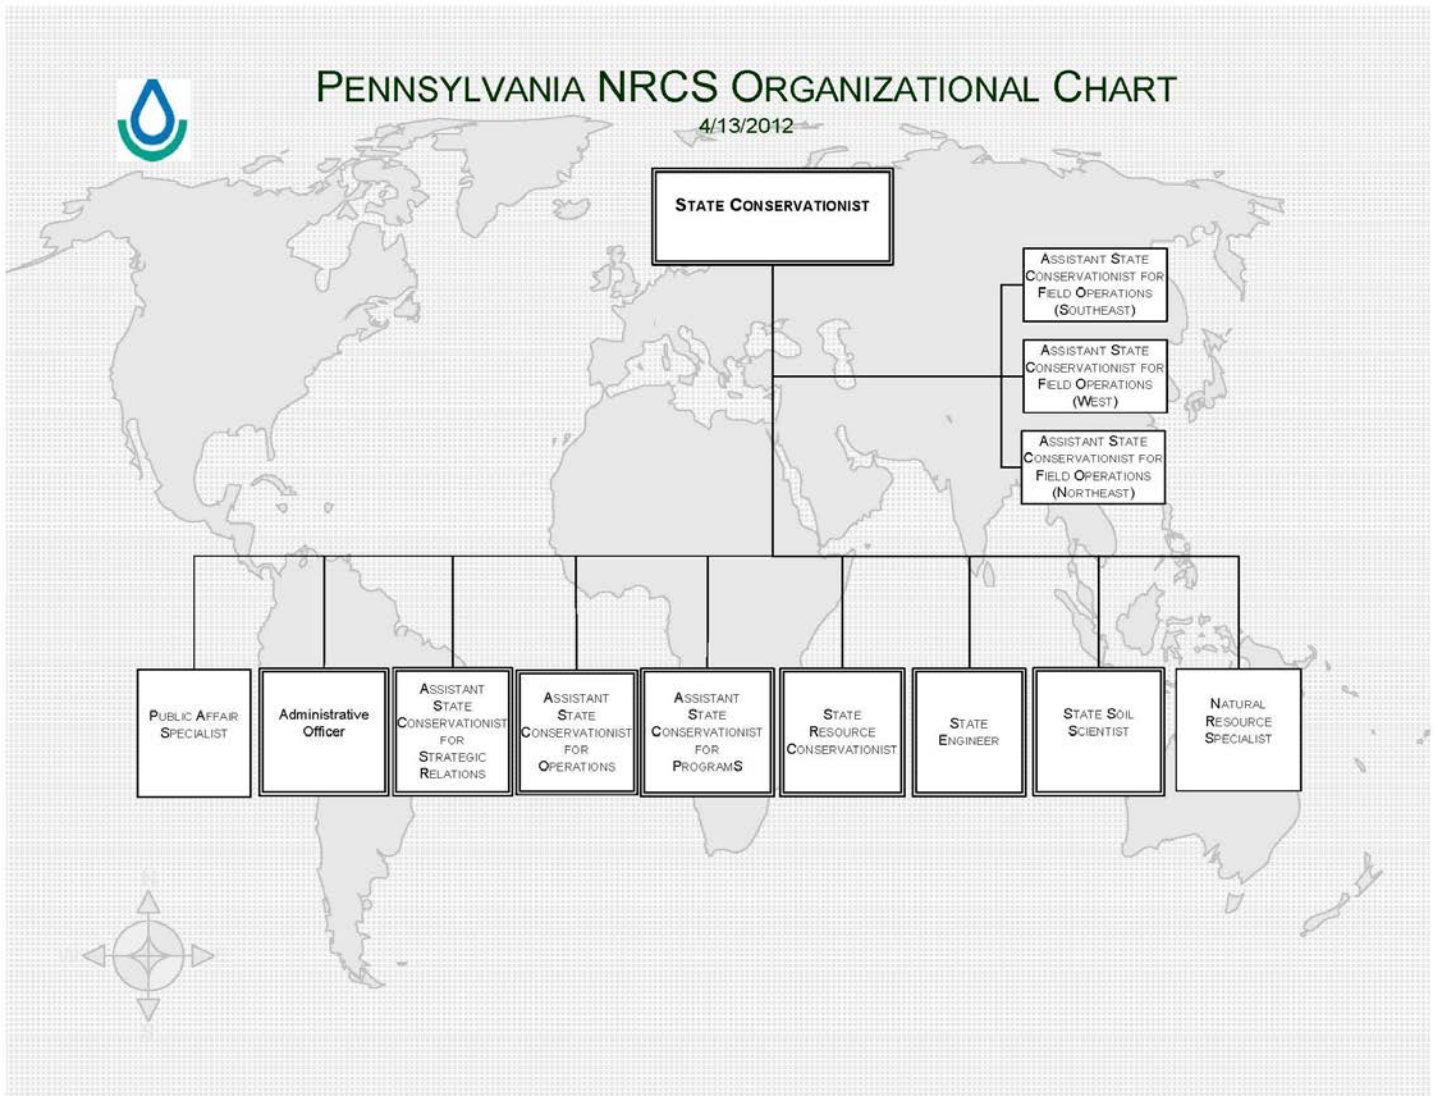 PENNSYLVANIA NRCS ORGANIZATIONAL CHART
4/13/2012
STATE CONSERVATIONIST
ASSISTANT STATE
CONSERVATIONIST FOR
FIELD OPERATIONS
(SOUTHEAST)
ASSISTANT STATE
CONSERVATIONIST FOR
FIELD OPERATIONS
(WEST)
ASSISTANT STATE
CONSERVATIONIST FOR
FIELD OPERATIONS
(NORTHEAST)
PUBLIC AFFAIR
SPECIALIST
Administrative
Officer
ASSISTANT
STATE
CONSERVATIONIST
FOR
STRATEGIC
RELATIONS
ASSISTANT
STATE
CONSERVATIONIST
FOR
OPERATIONS
ASSISTANT
STATE
CONSERVATIONIST
FOR
PROGRAMS
STATE
RESOURCE
CONSERVATIONIST
STATE
ENGINEER
STATE SOIL
SCIENTIST
NATURAL
RESOURCE
SPECIALIST